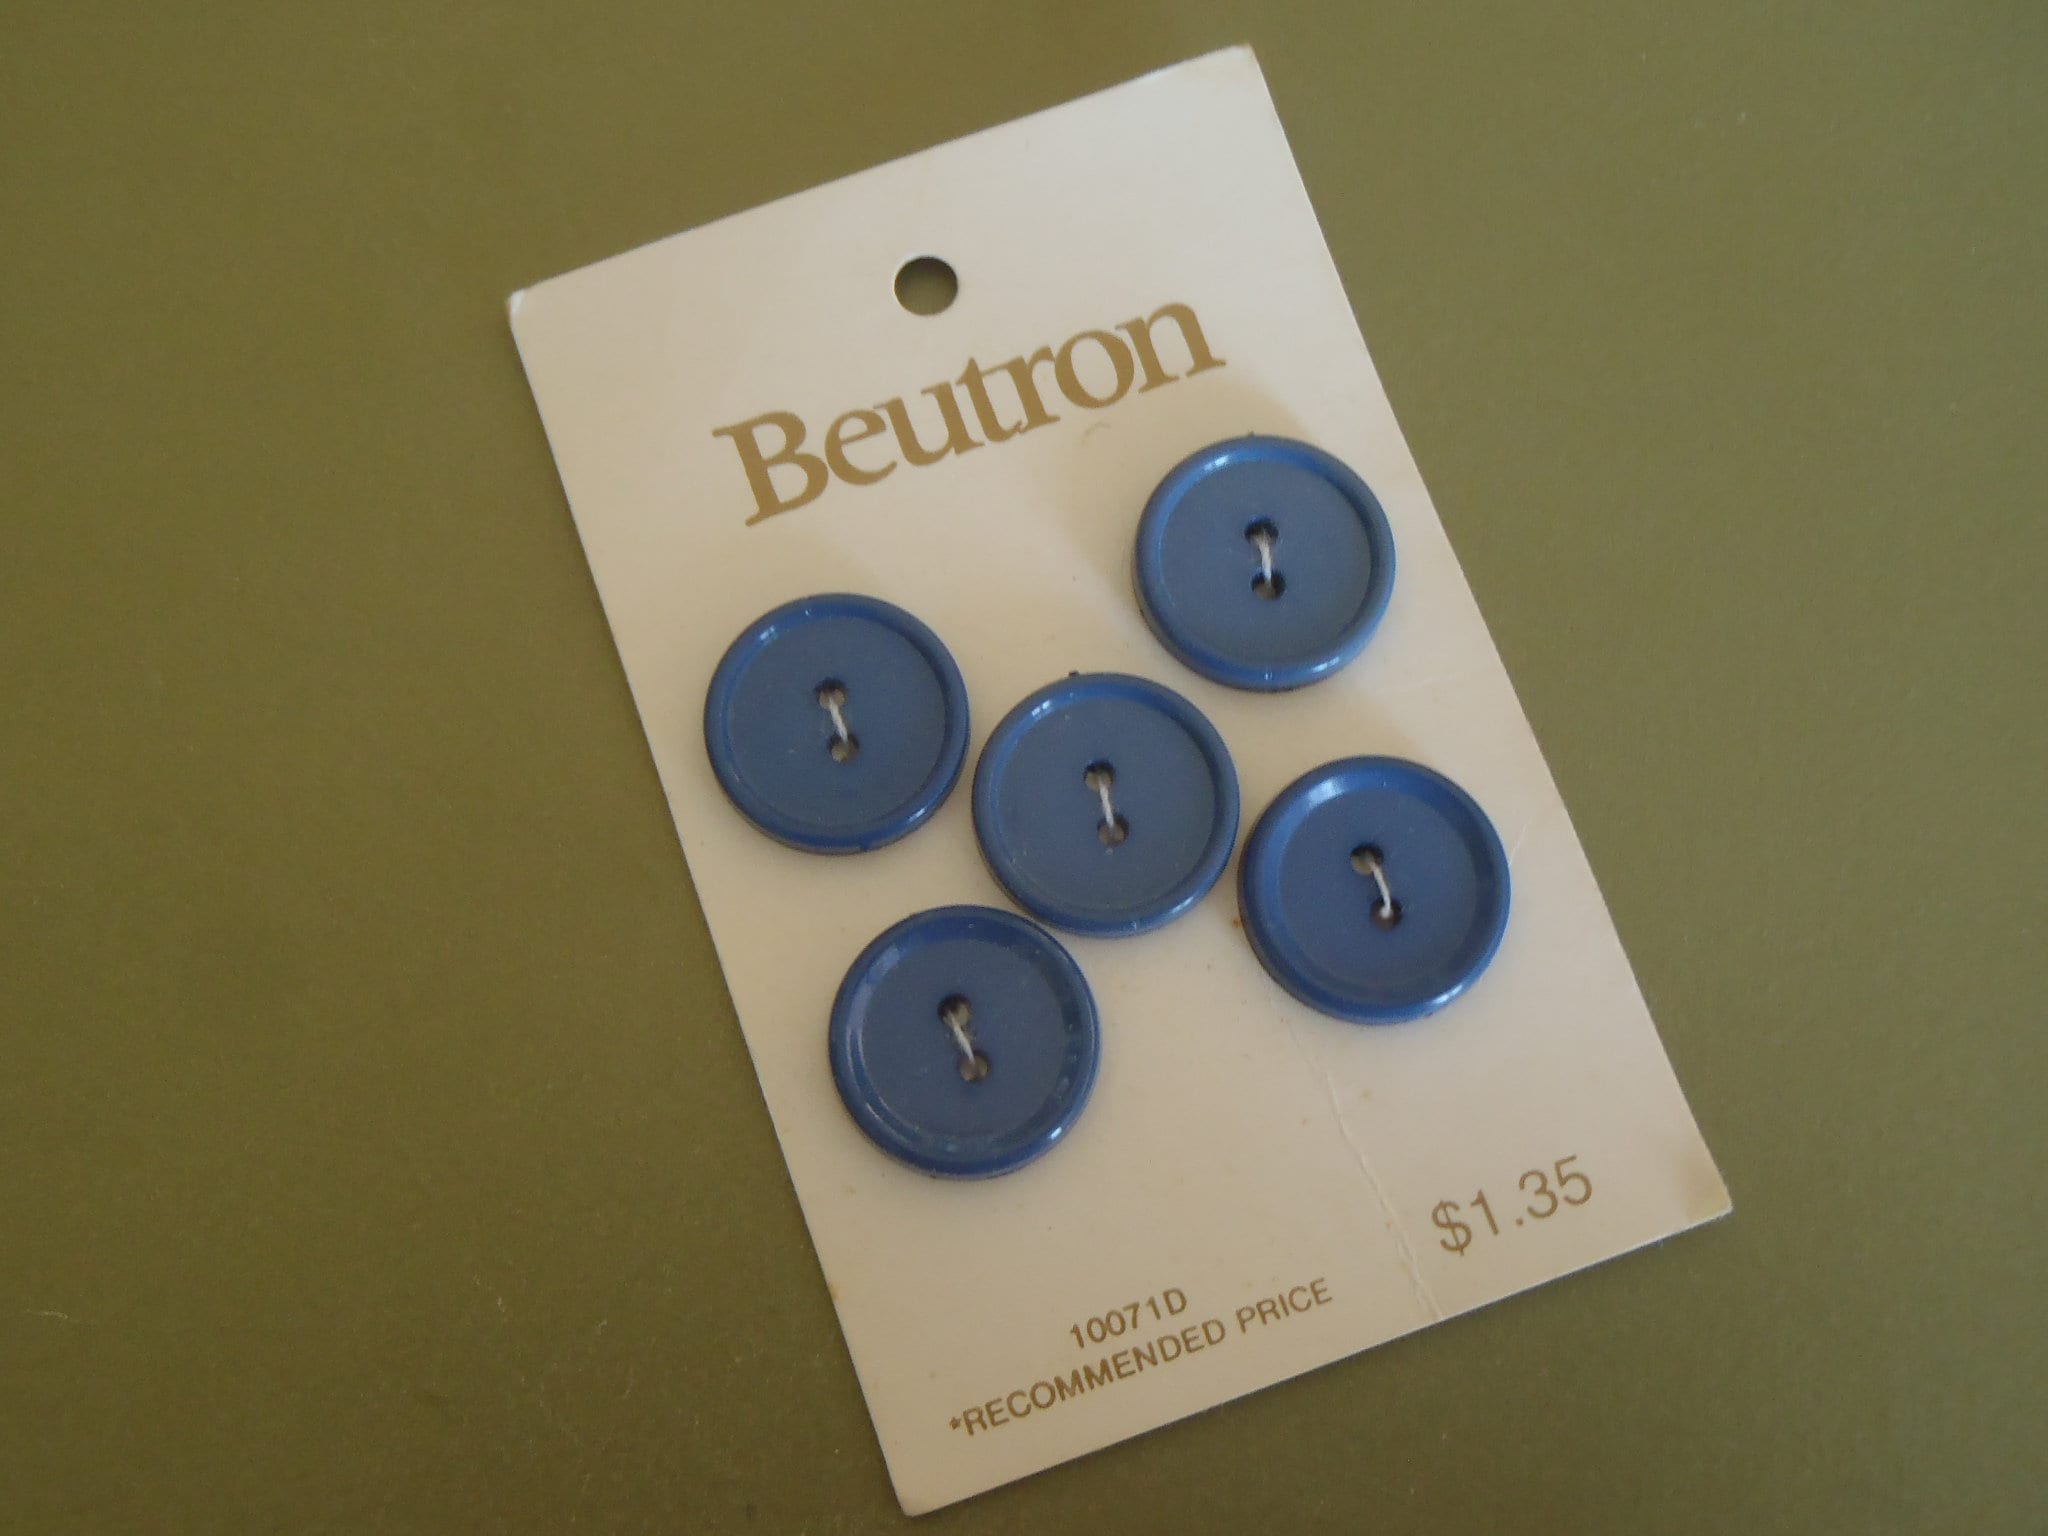 Beutron
$1.35
10071D
*RECOMMENDED PRICE